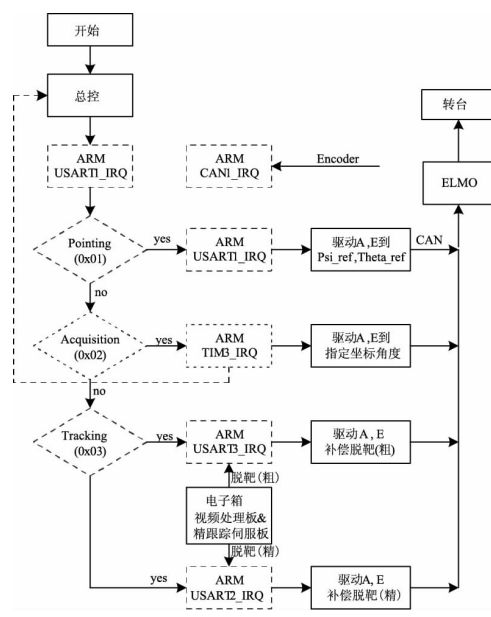 开始
总控
转台
ARM
USART1_IRQ
ARM
CAN1_IRQ
Encoder
ELMO
Pointing
(0x01)
yes
ARM
USART1_IRQ
驱动A,E到
Psi_ref,Theta_ref
CAN
no
Acquisition
(0x02)
yes
ARM
TIM3_IRQ
驱动A,E到
指定坐标角度
no
Tracking
(0x03)
yes
ARM
USART3_IRQ
驱动A,E
补偿脱靶(粗)
脱靶(粗)
电子箱
视频处理板&
精跟踪伺服板
脱靶(精)
yes
ARM
USART2_IRQ
驱动A,E
补偿脱靶(精)